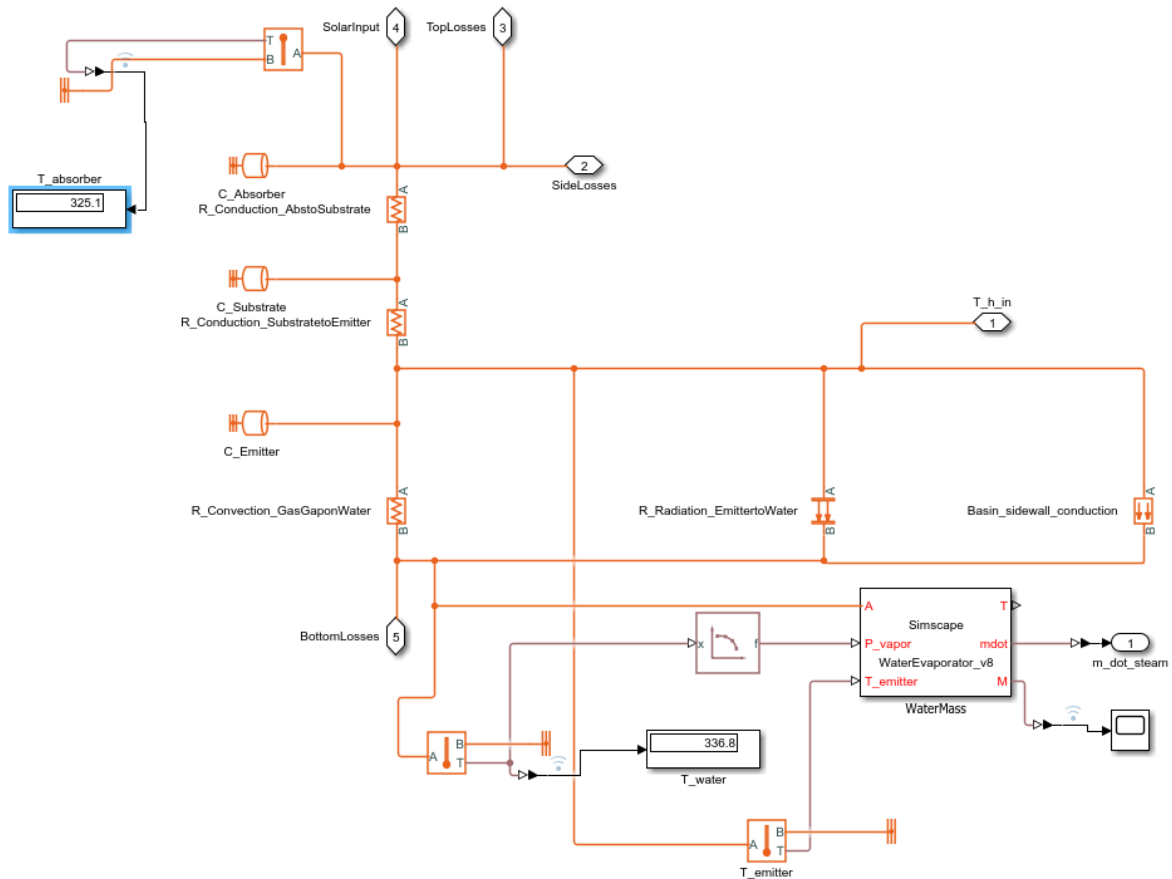 SolarInput
4
TopLosses
3
T
B
A
T_absorber
325.1
C_Absorber
2
SideLosses
A
R_Conduction_AbstoSubstrate
B
C_Substrate
A
R_Conduction_SubstratetoEmitter
B
T_h_in
1
C_Emitter
A
R_Convection_GasGaponWater
B
A
R_Radiation_EmittertoWater
B
A
Basin_sidewall_conduction
B
BottomLosses
5
x
f
A
T
Simscape
P_vapor
mdot
WaterEvaporator_v8
T_emitter
M
WaterMass
1
m_dot_steam
A
B
T
336.8
T_water
A
B
T
T_emitter